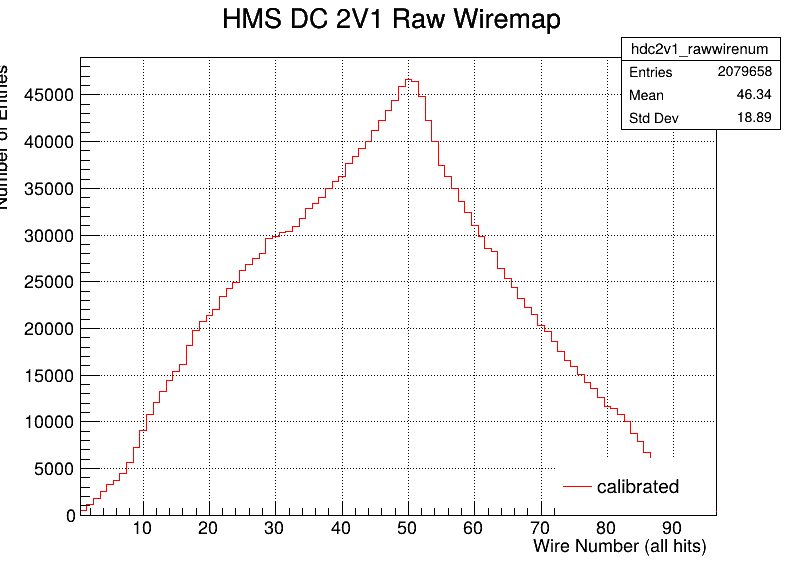 HMS DC 2V1 Raw Wiremap
hdc2v1_rawwirenum
Entries 2079658
Mean 46.34
Std Dev 18.89
Number of Entries
45000
40000
35000
30000
25000
20000
15000
10000
5000
0
calibrated
10 20 30 40 50 60 70 80 90
Wire Number (all hits)